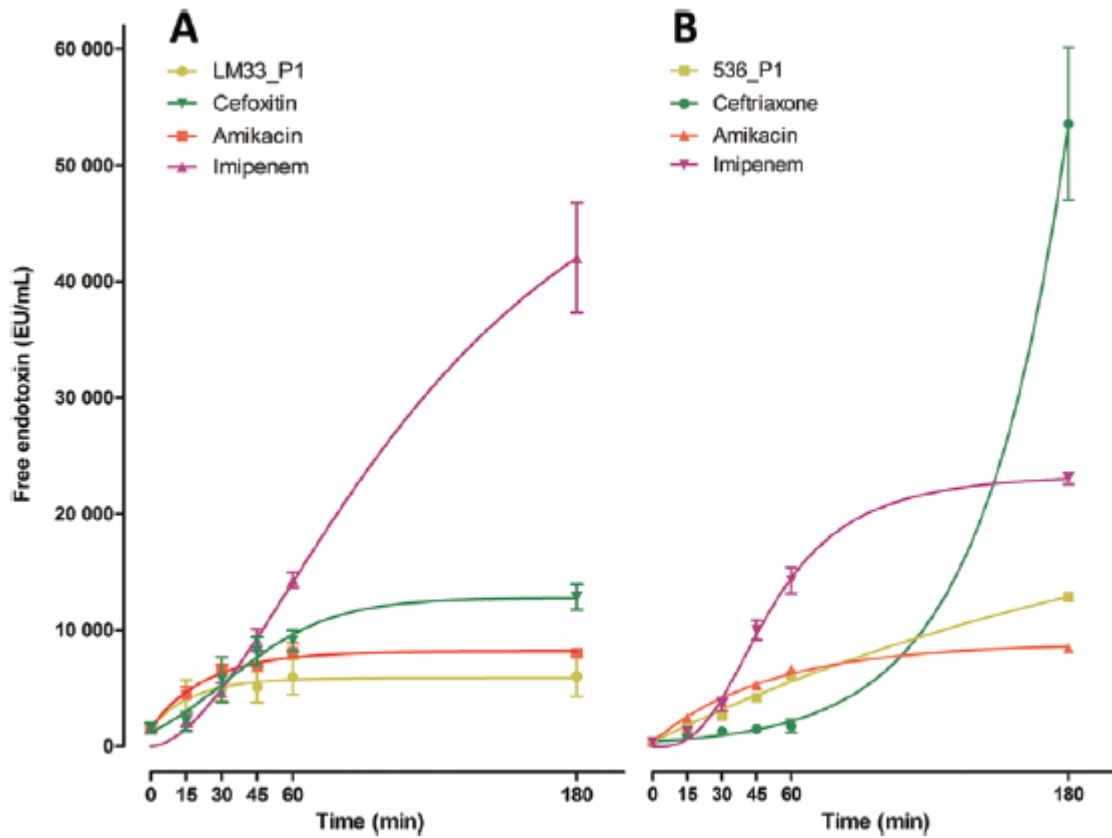 A
LM33_P1
Cefoxitin
Amikacin
Imipenem
B
536_P1
Ceftriaxone
Amikacin
Imipenem
Free endotoxin (EU/mL)
60 000
50 000
40 000
30 000
20 000
10 000
0
0 15 30 45 60 180
Time (min)
0 15 30 45 60 180
Time (min)